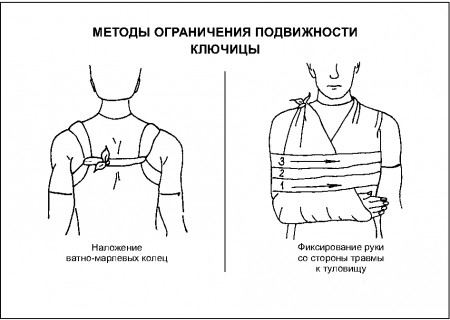 МЕТОДЫ ОГРАНИЧЕНИЯ ПОДВИЖНОСТИ
КЛЮЧИЦЫ
3
2
1
Наложение
ватно-марлевых колец
Фиксирование руки
со стороны травмы
к туловищу